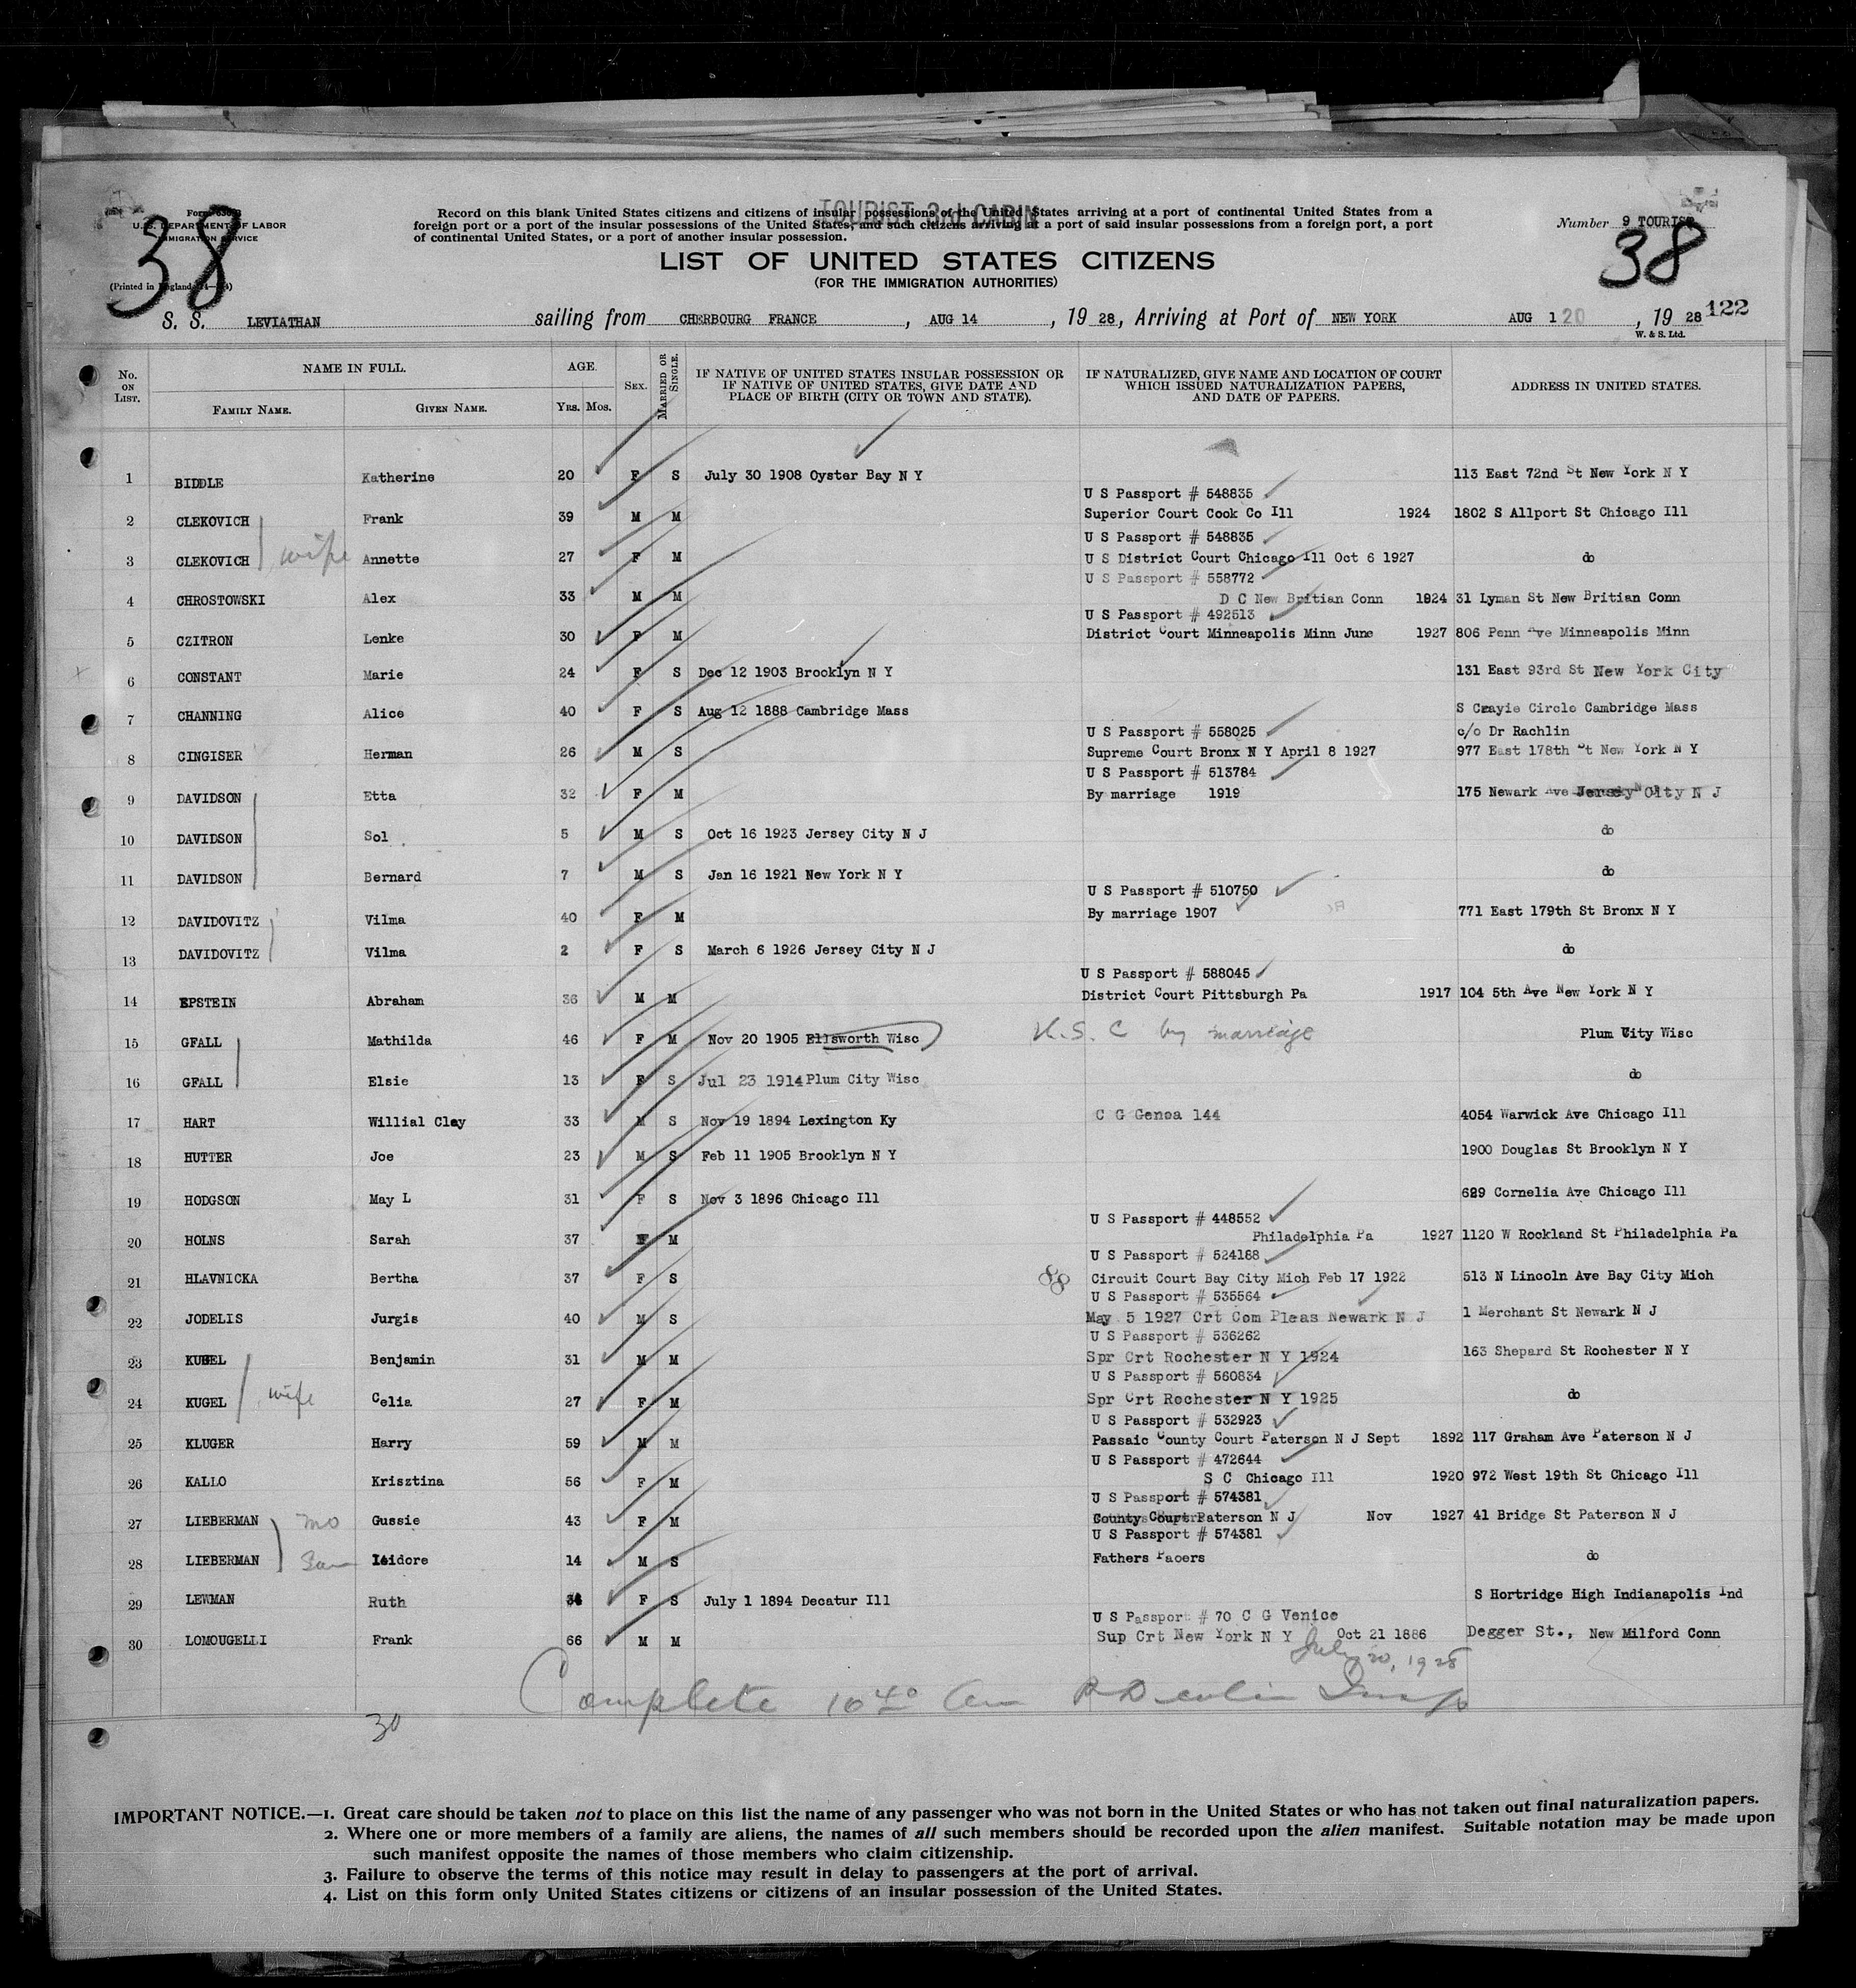 TOURIST 3rd CABIN
38
U. S. DEPARTMENT OF LABOR
IMMIGRATION SERVICE
(Printed in England
Record on this blank United States citizens and citizens of insular possessions of the United States arriving at a port of continental United States from a
foreign port or a port of the insular possessions of the United States, and such citizens arriving at a port of said insular possessions from a foreign port, a port
of continental United States, or a port of another insular possession.
Number 9 TOURIST
38
LIST OF UNITED STATES CITIZENS
(FOR THE IMMIGRATION AUTHORITIES)
S. S. LEVIATHAN sailing from CHERBOURG FRANCE , AUG 14 , 19 28, Arriving at Port of NEW YORK AUG 120 , 19 28 122
W. & S. Ltd.
No. ON LIST. NAME IN FULL. FAMILY NAME. GIVEN NAME. AGE. YRS. MOS. SEX. MARRIED OR SINGLE. IF NATIVE OF UNITED STATES INSULAR POSSESSION OR IF NATIVE OF UNITED STATES, GIVE DATE AND PLACE OF BIRTH (CITY OR TOWN AND STATE). IF NATURALIZED, GIVE NAME AND LOCATION OF COURT WHICH ISSUED NATURALIZATION PAPERS, AND DATE OF PAPERS. ADDRESS IN UNITED STATES.
1 BIDDLE Katherine 20 F S July 30 1908 Oyster Bay N Y 113 East 72nd St New York N Y
U S Passport # 548835
2 CLEKOVICH Frank 39 M M Superior Court Cook Co Ill 1924 1802 S Allport St Chicago Ill
U S Passport # 548835
3 CLEKOVICH wife Annette 27 F M U S District Court Chicago Ill Oct 6 1927 do
U S Passport # 558772
4 CHROSTOWSKI Alex 33 M M D C New Britian Conn 1924 31 Lyman St New Britian Conn
U S Passport # 492513
5 CZITRON Lenke 30 F M District Court Minneapolis Minn June 1927 806 Penn Ave Minneapolis Minn
6 CONSTANT Marie 24 F S Dec 12 1903 Brooklyn N Y 131 East 93rd St New York City
7 CHANNING Alice 40 F S Aug 12 1888 Cambridge Mass S Crayie Circle Cambridge Mass
U S Passport # 558025 c/o Dr Rachlin
8 CINGISER Herman 26 M S Supreme Court Bronx N Y April 8 1927 977 East 178th St New York N Y
U S Passport # 513784
9 DAVIDSON Etta 32 F M By marriage 1919 175 Newark Ave Jersey City N J
10 DAVIDSON Sol 5 M S Oct 16 1923 Jersey City N J do
11 DAVIDSON Bernard 7 M S Jan 16 1921 New York N Y do
U S Passport # 510750
12 DAVIDOVITZ Vilma 40 F M By marriage 1907 771 East 179th St Bronx N Y
13 DAVIDOVITZ Vilma 2 F S March 6 1926 Jersey City N J do
U S Passport # 588045
14 EPSTEIN Abraham 36 M M District Court Pittsburgh Pa 1917 104 5th Ave New York N Y
15 GFALL Mathilda 46 F M Nov 20 1905 Ellsworth Wisc U.S. C by marriage Plum City Wisc
16 GFALL Elsie 13 F S Jul 23 1914 Plum City Wisc do
17 HART Willial Clay 33 M S Nov 19 1894 Lexington Ky C G Genoa 144 4054 Warwick Ave Chicago Ill
18 HUTTER Joe 23 M S Feb 11 1905 Brooklyn N Y 1900 Douglas St Brooklyn N Y
19 HODGSON May L 31 F S Nov 3 1896 Chicago Ill 629 Cornelia Ave Chicago Ill
U S Passport # 448552
20 HOLNS Sarah 37 F M Philadelphia Pa 1927 1120 W Rockland St Philadelphia Pa
U S Passport # 524168
21 HLAVNICKA Bertha 37 F S Circuit Court Bay City Mich Feb 17 1922 513 N Lincoln Ave Bay City Mich
U S Passport # 535564
22 JODELIS Jurgis 40 M S May 5 1927 Crt Com Pleas Newark N J 1 Merchant St Newark N J
U S Passport # 536262
23 KUGEL Benjamin 31 M M Spr Crt Rochester N Y 1924 163 Shepard St Rochester N Y
U S Passport # 560834
24 KUGEL wife Celia 27 F M Spr Crt Rochester N Y 1925 do
U S Passport # 532923
25 KLUGER Harry 59 M M Passaic County Court Paterson N J Sept 1892 117 Graham Ave Paterson N J
U S Passport # 472644
26 KALLO Krisztina 56 F M S C Chicago Ill 1920 972 West 19th St Chicago Ill
U S Passport # 574381
27 LIEBERMAN mo Gussie 43 F M County Court Paterson N J Nov 1927 41 Bridge St Paterson N J
U S Passport # 574381
28 LIEBERMAN Son Isidore 14 M S Fathers Papers do
29 LEWMAN Ruth 34 F S July 1 1894 Decatur Ill S Hortridge High Indianapolis Ind
U S Passport # 70 C G Venice
30 LOMOUGELLI Frank 66 M M Sup Crt New York N Y Oct 21 1886 Degger St., New Milford Conn
July 20, 1928
Complete 10 40 Am
30
IMPORTANT NOTICE.—1. Great care should be taken not to place on this list the name of any passenger who was not born in the United States or who has not taken out final naturalization papers.
2. Where one or more members of a family are aliens, the names of all such members should be recorded upon the alien manifest. Suitable notation may be made upon
such manifest opposite the names of those members who claim citizenship.
3. Failure to observe the terms of this notice may result in delay to passengers at the port of arrival.
4. List on this form only United States citizens or citizens of an insular possession of the United States.